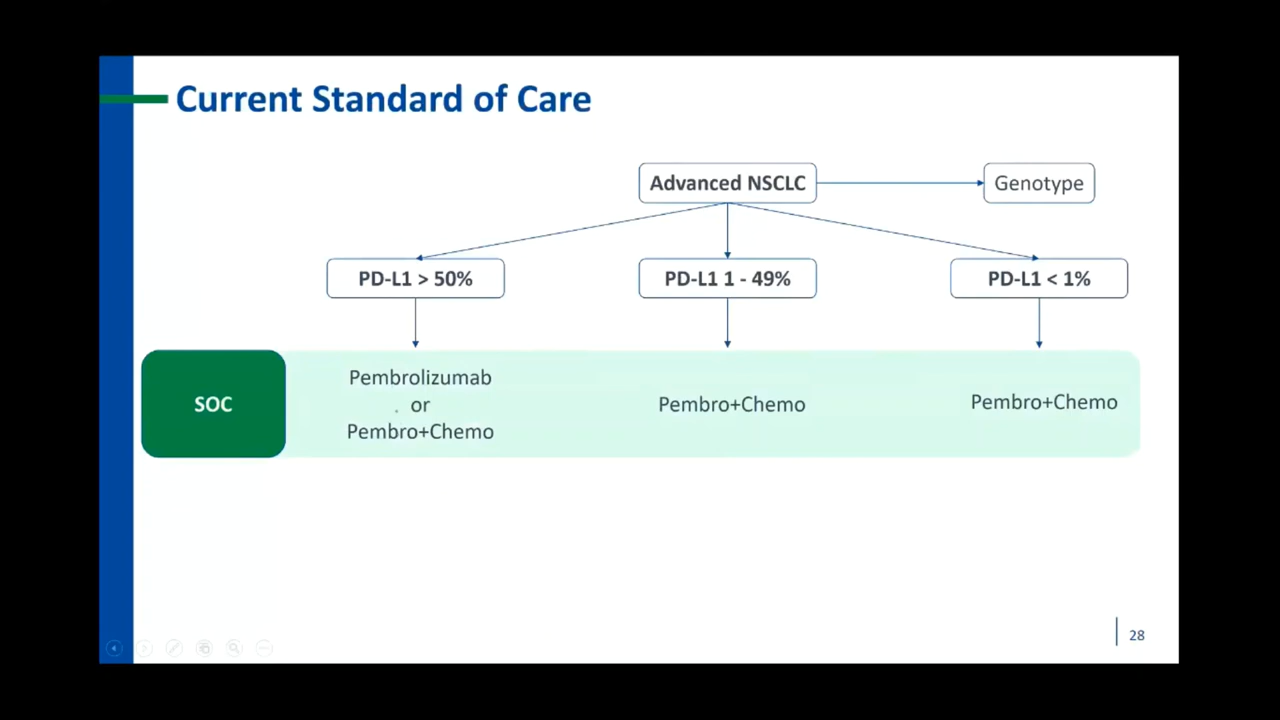 Current Standard of Care
Advanced NSCLC
Genotype
PD-L1 > 50%
PD-L1 1 - 49%
PD-L1 < 1%
SOC
Pembrolizumab
or
Pembro+Chemo
Pembro+Chemo
Pembro+Chemo
28